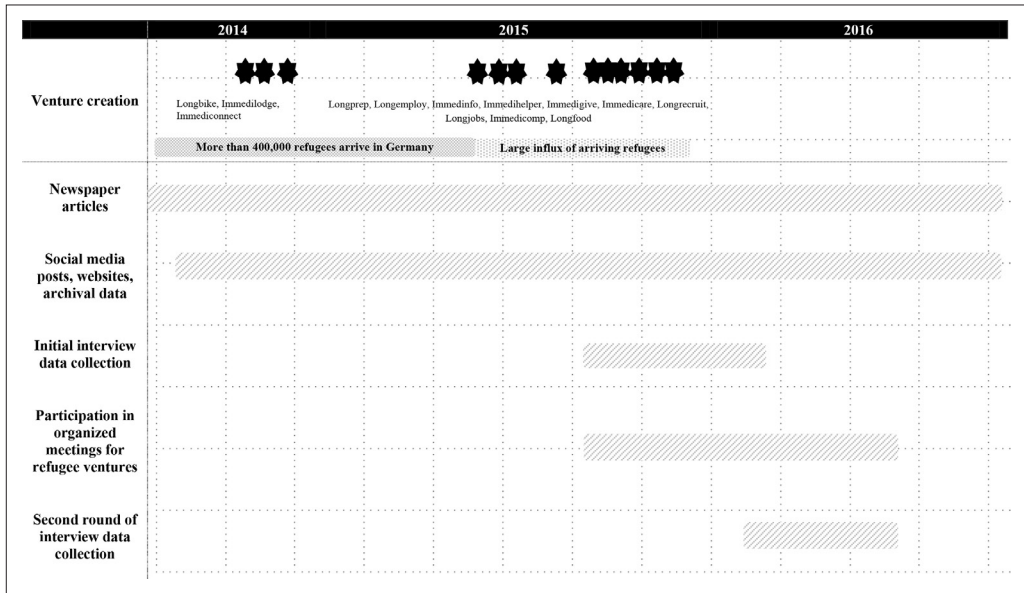 2014 2015 2016
Venture creation
Longbike, Immedilodge,
Immediconnect
Longprep, Longemploy, Immedinfo, Immedihelper, Immedigive, Immedicare, Longrecruit,
Longjobs, Immedicomp, Longfood
More than 400,000 refugees arrive in Germany
Large influx of arriving refugees
Newspaper
articles
Social media
posts, websites,
archival data
Initial interview
data collection
Participation in
organized
meetings for
refugee ventures
Second round of
interview data
collection